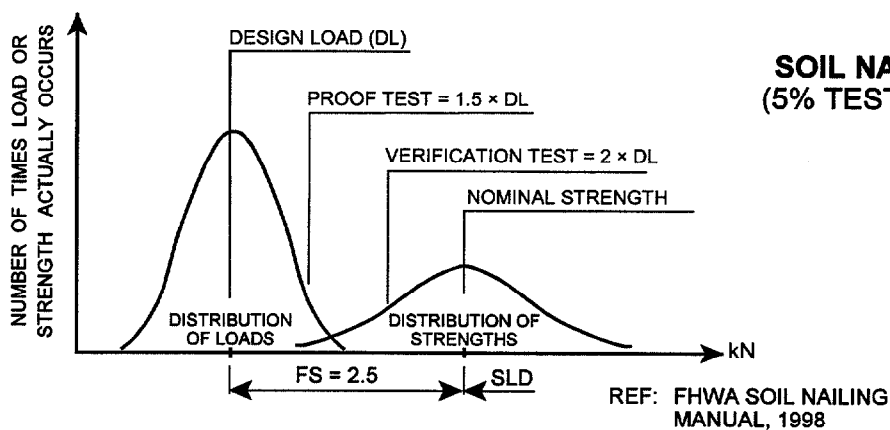 NUMBER OF TIMES LOAD OR
STRENGTH ACTUALLY OCCURS
DESIGN LOAD (DL)
PROOF TEST = 1.5 × DL
VERIFICATION TEST = 2 × DL
NOMINAL STRENGTH
SOIL NA
(5% TEST
DISTRIBUTION
OF LOADS
DISTRIBUTION OF
STRENGTHS
kN
FS = 2.5
SLD
REF: FHWA SOIL NAILING
MANUAL, 1998